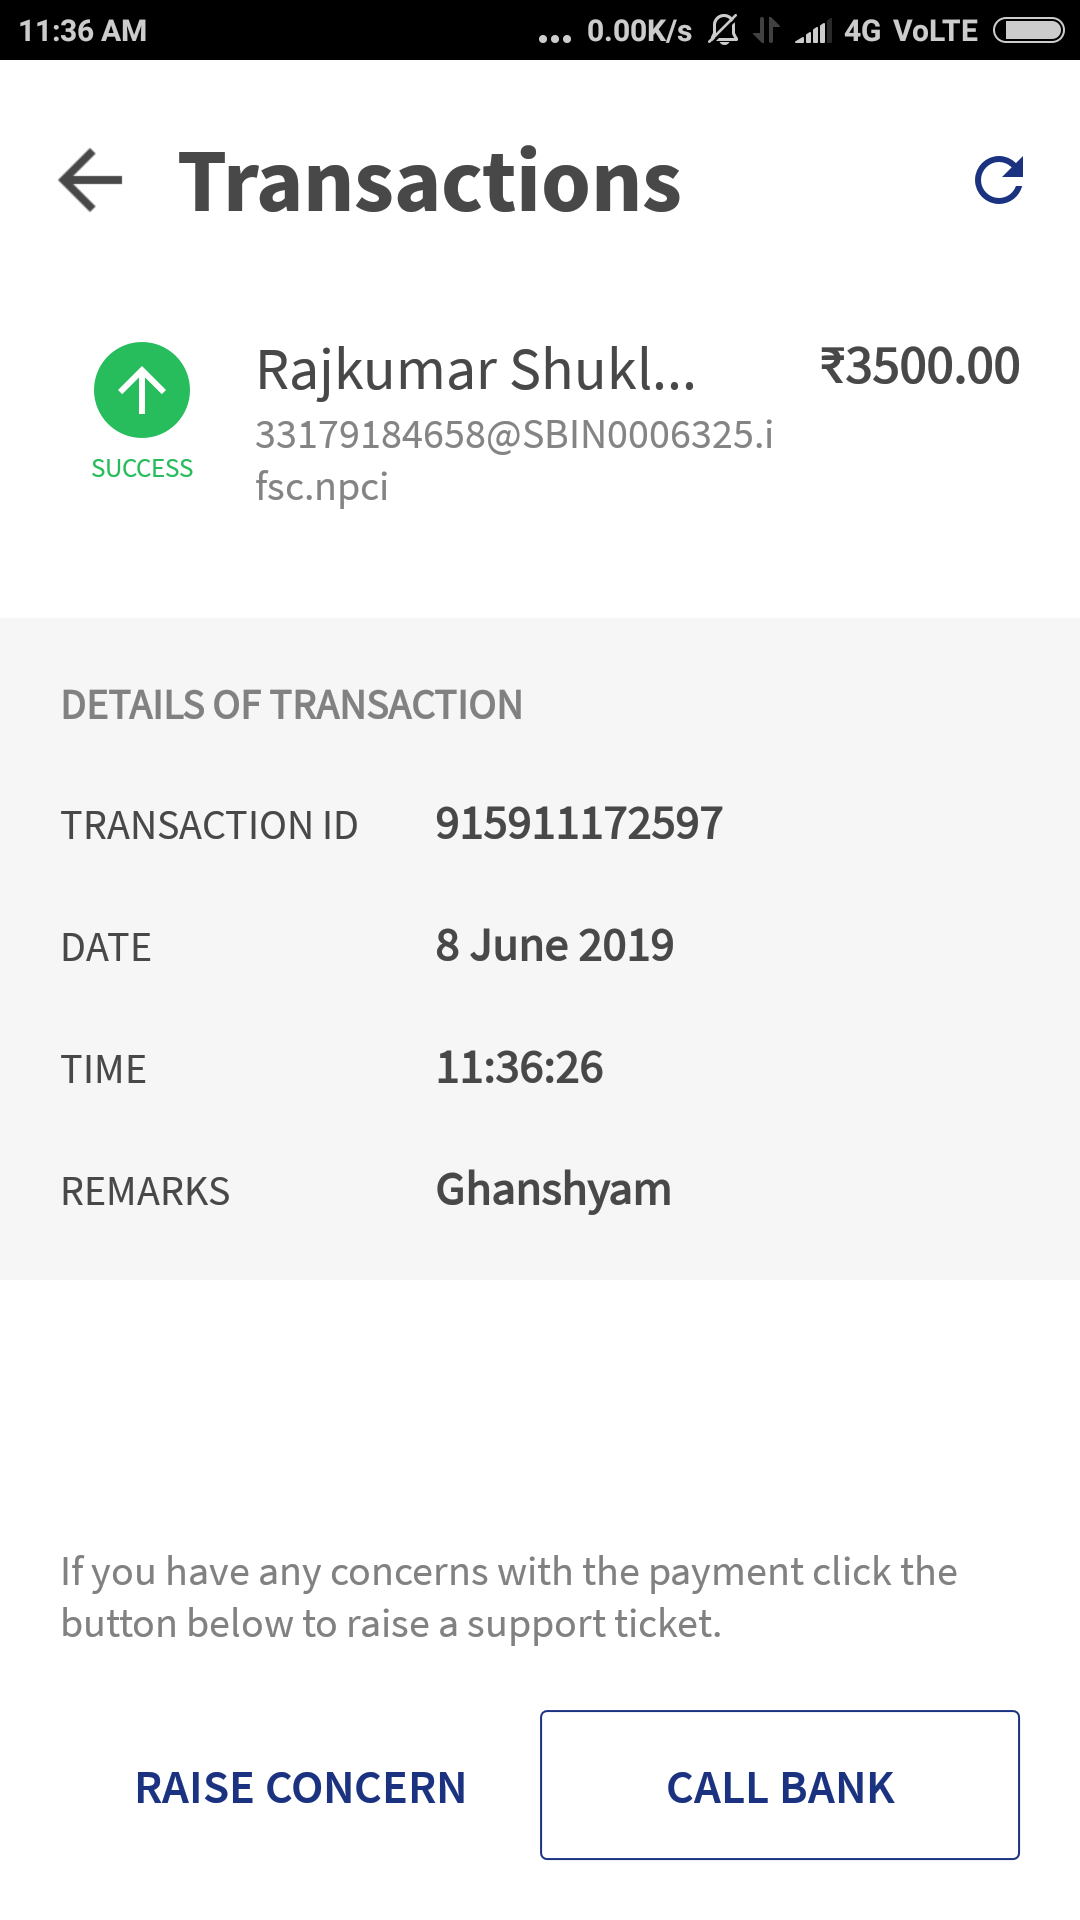 11:36 AM ... 0.00K/s 4G VoLTE
Transactions
Rajkumar Shukl... ₹3500.00
33179184658@SBIN0006325.i
fsc.npci
SUCCESS
DETAILS OF TRANSACTION
TRANSACTION ID 915911172597
DATE 8 June 2019
TIME 11:36:26
REMARKS Ghanshyam
If you have any concerns with the payment click the
button below to raise a support ticket.
RAISE CONCERN CALL BANK